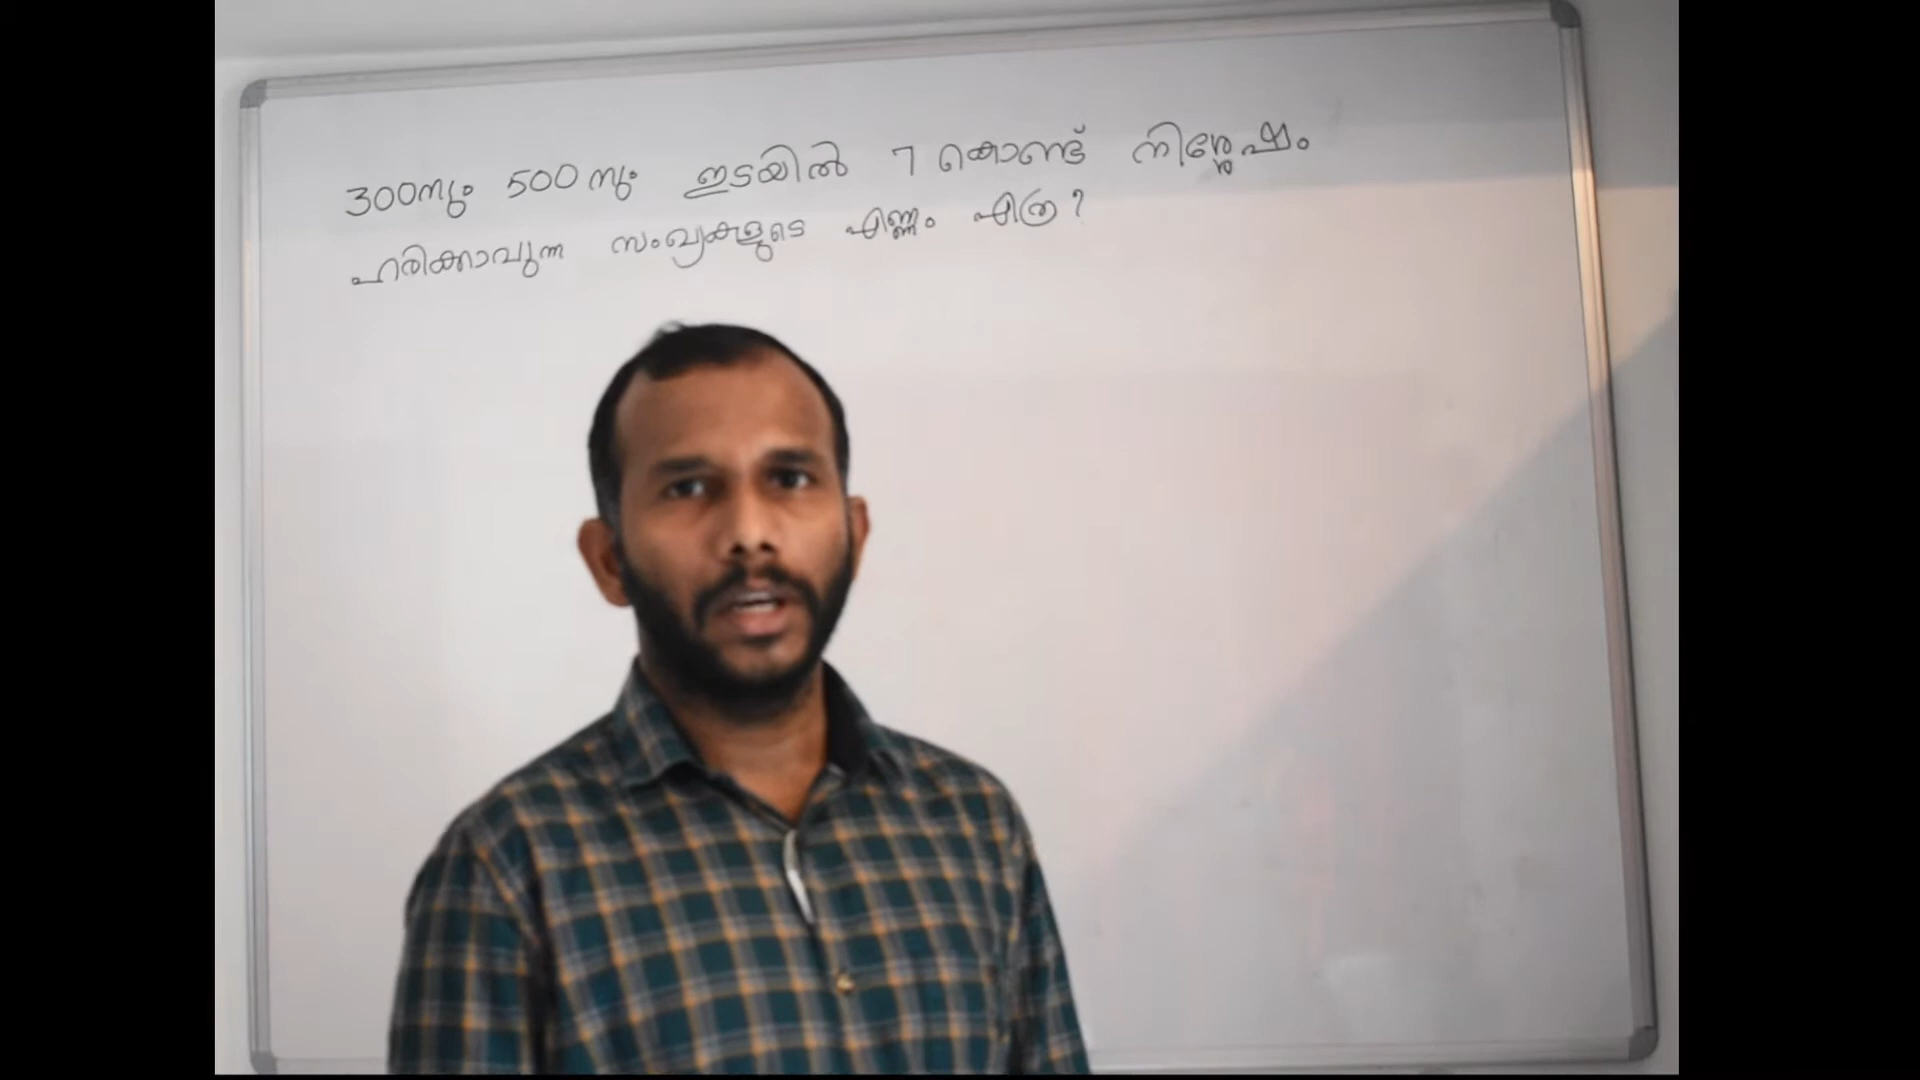 300നും 500നും ഇടയിൽ 7 കൊണ്ട് നിശ്ശേഷം
ഹരിക്കാവുന്ന സംഖ്യകളുടെ എണ്ണം എത്ര?